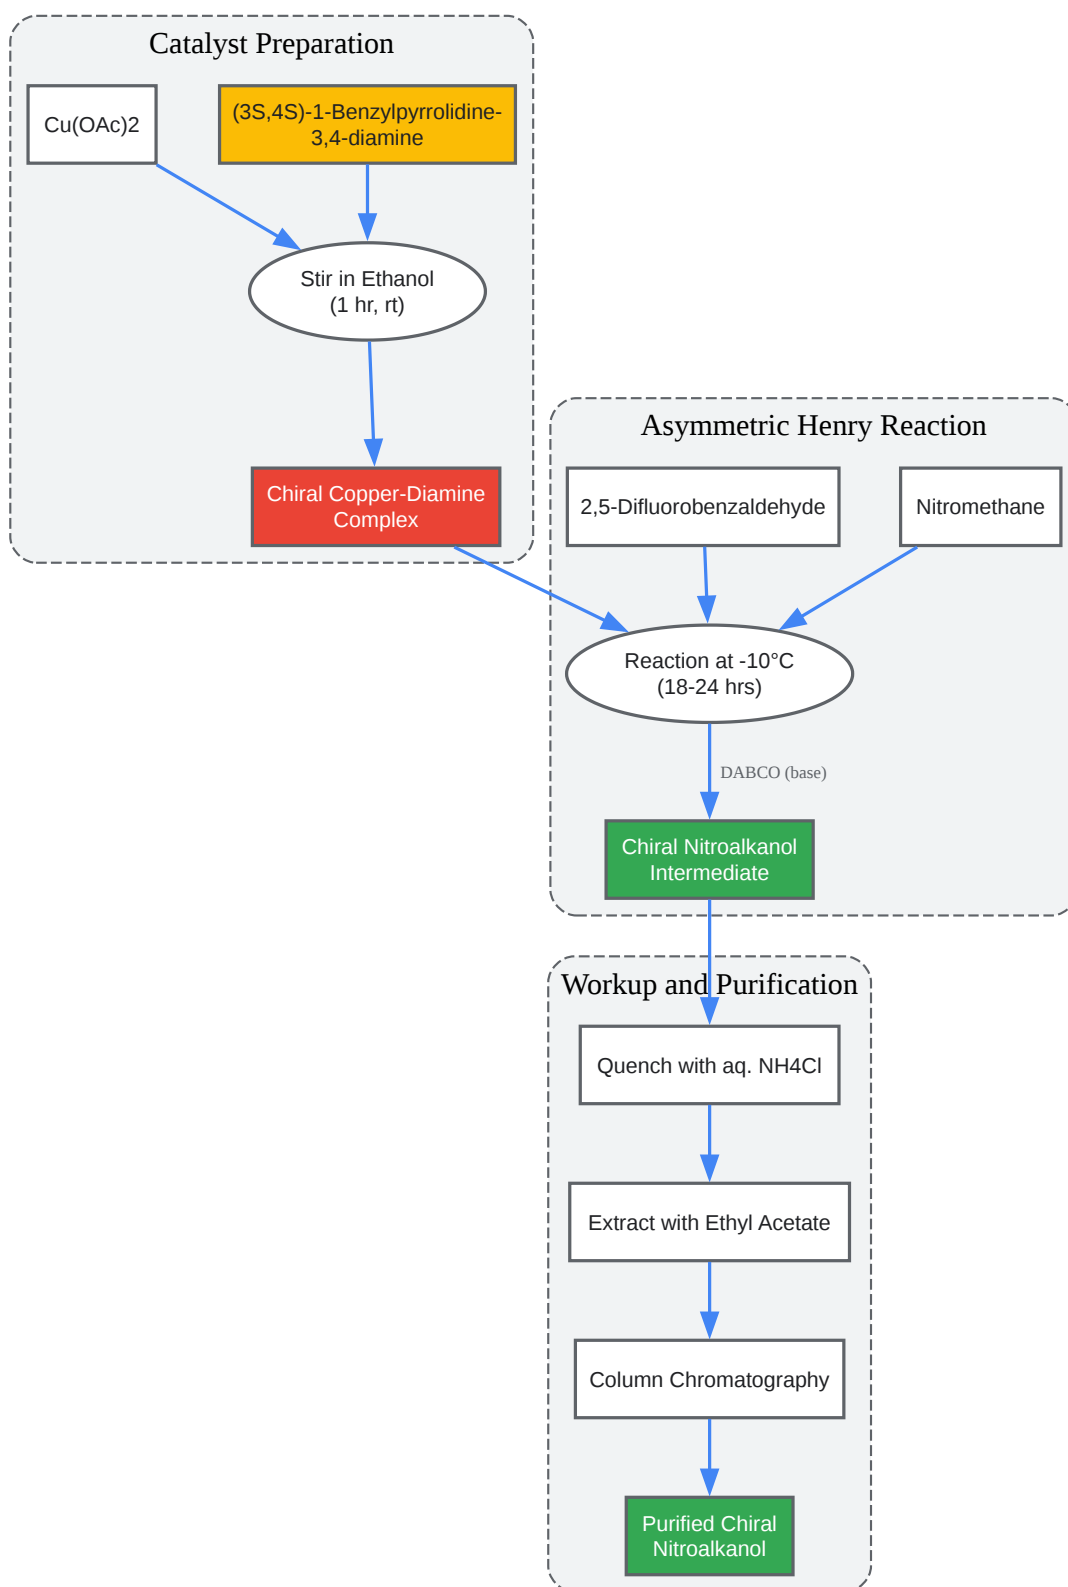 Catalyst Preparation
Cu(OAc)2
(3S,4S)-1-Benzylpyrrolidine-
3,4-diamine
Stir in Ethanol
(1 hr, rt)
Chiral Copper-Diamine
Complex
Asymmetric Henry Reaction
2,5-Difluorobenzaldehyde
Nitromethane
Reaction at -10°C
(18-24 hrs)
DABCO (base)
Chiral Nitroalkanol
Intermediate
Workup and Purification
Quench with aq. NH4Cl
Extract with Ethyl Acetate
Column Chromatography
Purified Chiral
Nitroalkanol